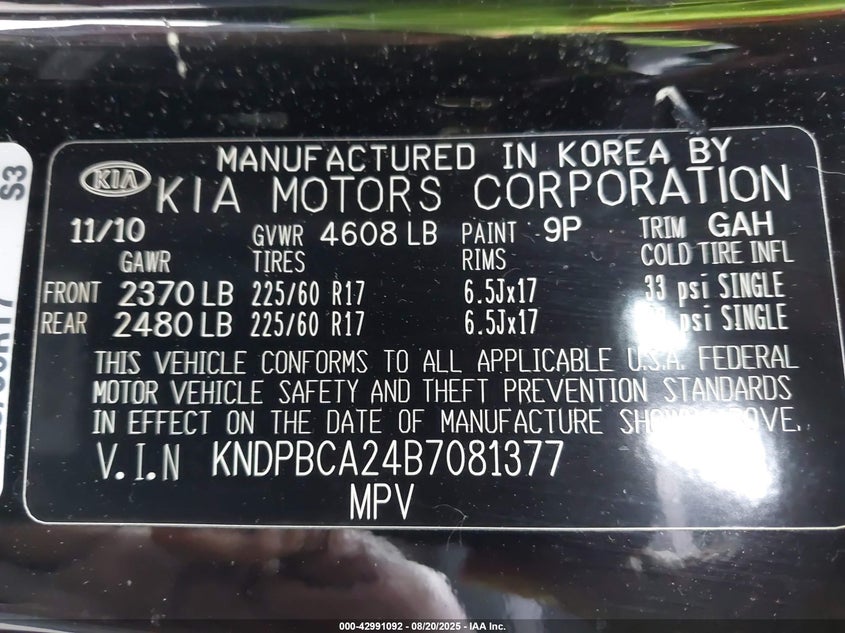 MANUFACTURED IN KOREA BY
KIA KIA MOTORS CORPORATION
11/10 GVWR 4608 LB PAINT 9P TRIM GAH
GAWR TIRES RIMS COLD TIRE INFL
FRONT 2370 LB 225/60 R17 6.5Jx17 33 psi SINGLE
REAR 2480 LB 225/60 R17 6.5Jx17 psi SINGLE
THIS VEHICLE CONFORMS TO ALL APPLICABLE U.S.A. FEDERAL
MOTOR VEHICLE SAFETY AND THEFT PREVENTION STANDARDS
IN EFFECT ON THE DATE OF MANUFACTURE SHOWN ABOVE.
V.I.N KNDPBCA24B7081377
MPV
S3
000-42991092 - 08/20/2025 - IAA Inc.